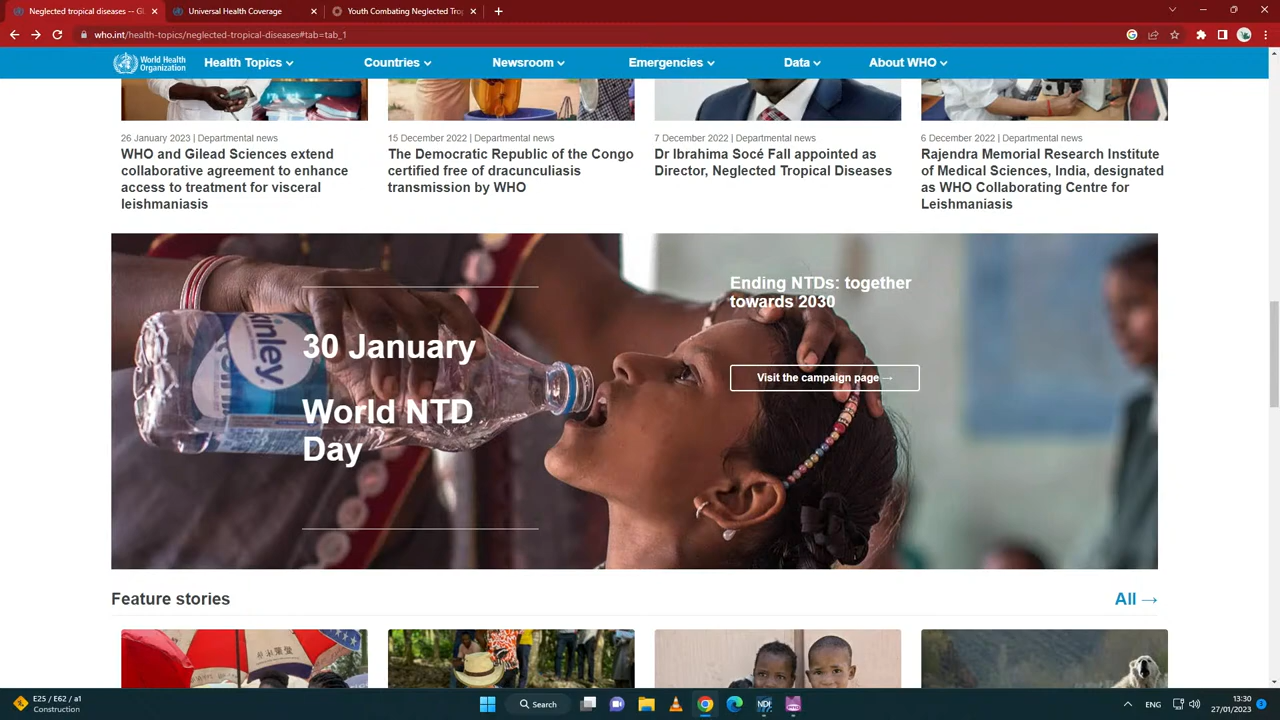 Neglected tropical diseases -- Gl
Universal Health Coverage
Youth Combating Neglected Trop
who.int/health-topics/neglected-tropical-diseases#tab=tab_1
World Health
Organization
Health Topics
Countries
Newsroom
Emergencies
Data
About WHO
26 January 2023 | Departmental news
WHO and Gilead Sciences extend
collaborative agreement to enhance
access to treatment for visceral
leishmaniasis
15 December 2022 | Departmental news
The Democratic Republic of the Congo
certified free of dracunculiasis
transmission by WHO
7 December 2022 | Departmental news
Dr Ibrahima Socé Fall appointed as
Director, Neglected Tropical Diseases
6 December 2022 | Departmental news
Rajendra Memorial Research Institute
of Medical Sciences, India, designated
as WHO Collaborating Centre for
Leishmaniasis
30 January
World NTD
Day
Ending NTDs: together
towards 2030
Visit the campaign page →
Feature stories
All →
E25 / E62 / a1
Construction
Search
ENG
13:30
27/01/2023